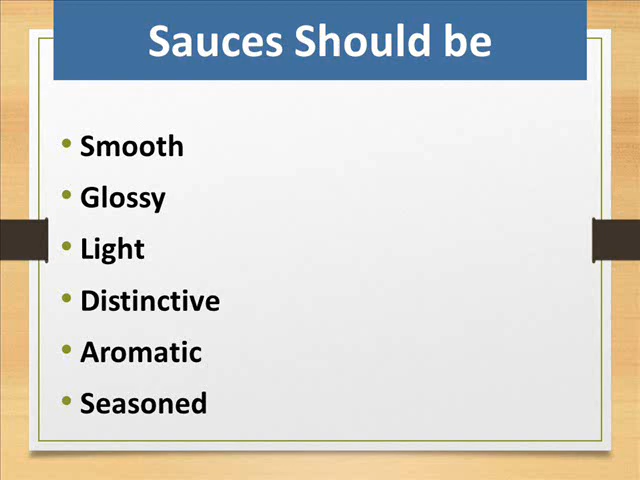 Sauces Should be
• Smooth
• Glossy
• Light
• Distinctive
• Aromatic
• Seasoned